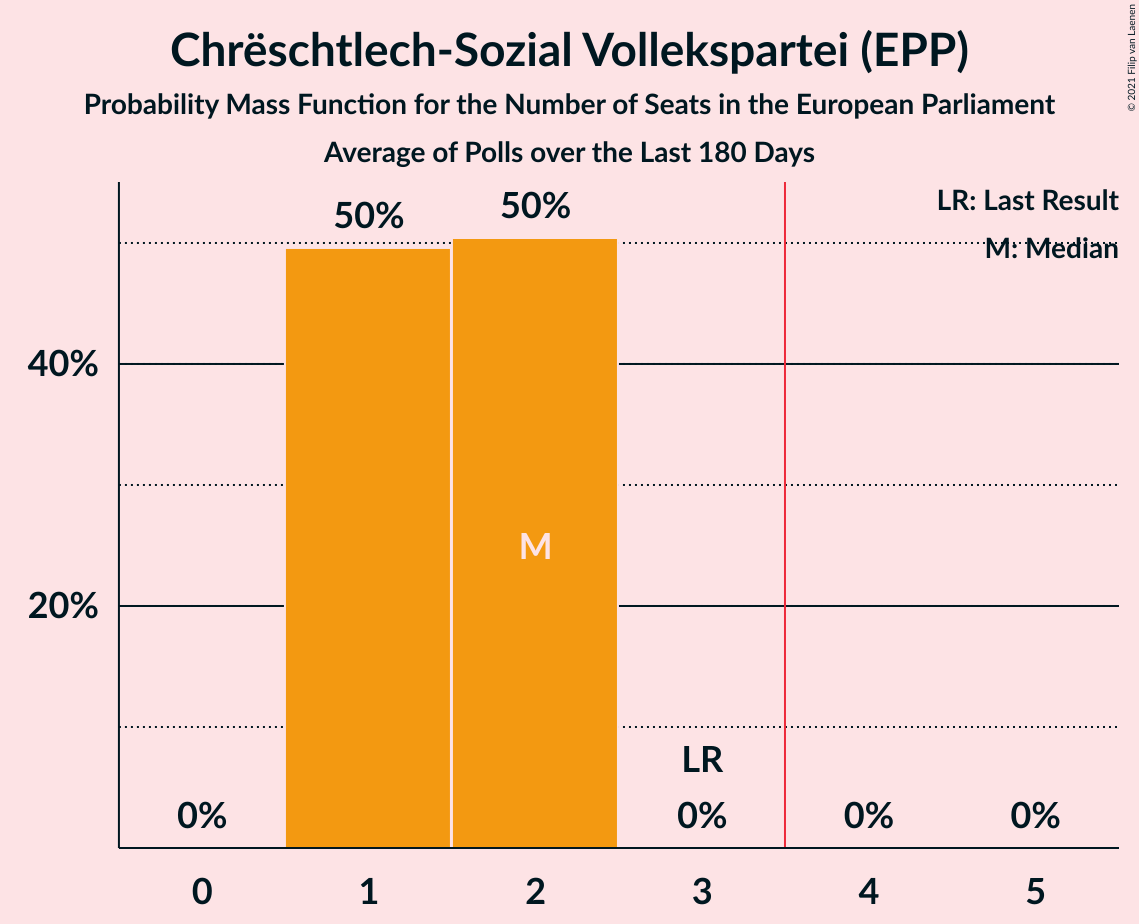 Chrëschtlech-Sozial Vollekspartei (EPP)
Probability Mass Function for the Number of Seats in the European Parliament
Average of Polls over the Last 180 Days
© 2021 Filip van Laenen
LR: Last Result
M: Median
50%
50%
40%
20%
M
LR
0%
0%
0%
0%
0
1
2
3
4
5